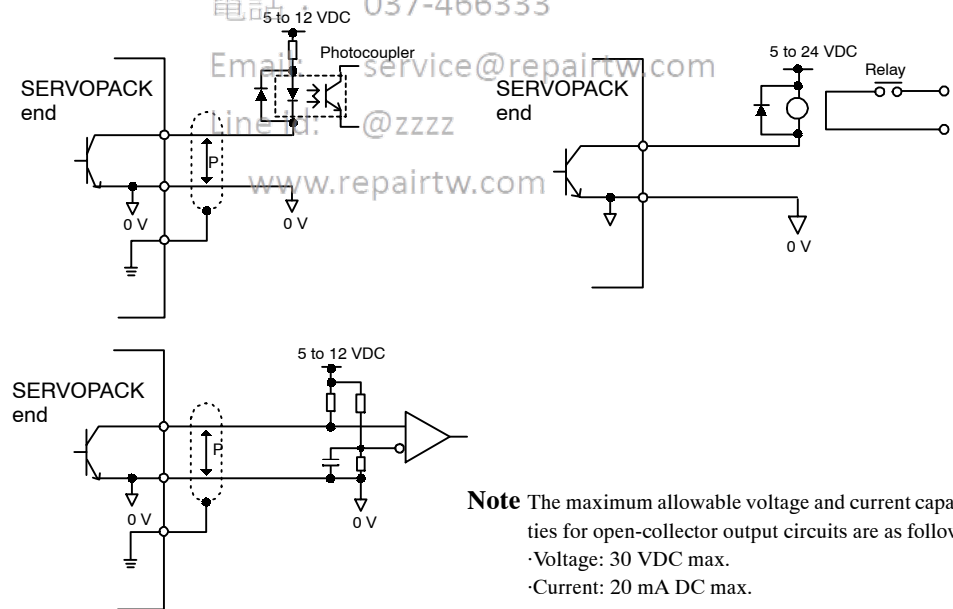 電話： 037-466333
5 to 12 VDC
Photocoupler
Email: service@repairtw.com
SERVOPACK
end
Line id: @zzzz
P
www.repairtw.com
0 V
0 V
5 to 24 VDC
Relay
SERVOPACK
end
0 V
5 to 12 VDC
SERVOPACK
end
P
0 V
0 V
Note The maximum allowable voltage and current capa
ties for open-collector output circuits are as follow
·Voltage: 30 VDC max.
·Current: 20 mA DC max.